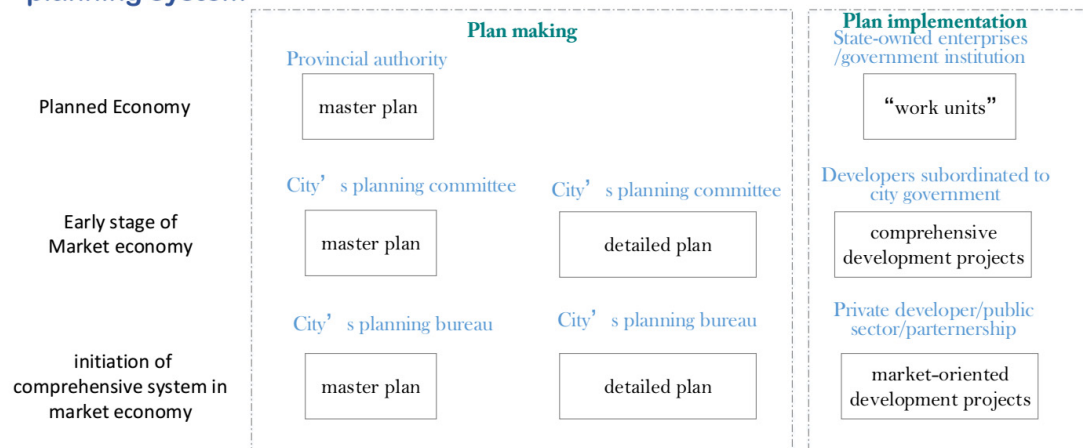 planning system
Plan making
Plan implementation
Provincial authority
State-owned enterprises
/government institution
Planned Economy
master plan
“work units”
City’s planning committee
City’s planning committee
Developers subordinated to
city government
Early stage of
Market economy
master plan
detailed plan
comprehensive
development projects
City’s planning bureau
City’s planning bureau
Private developer/public
sector/parternership
initiation of
comprehensive system in
market economy
master plan
detailed plan
market-oriented
development projects